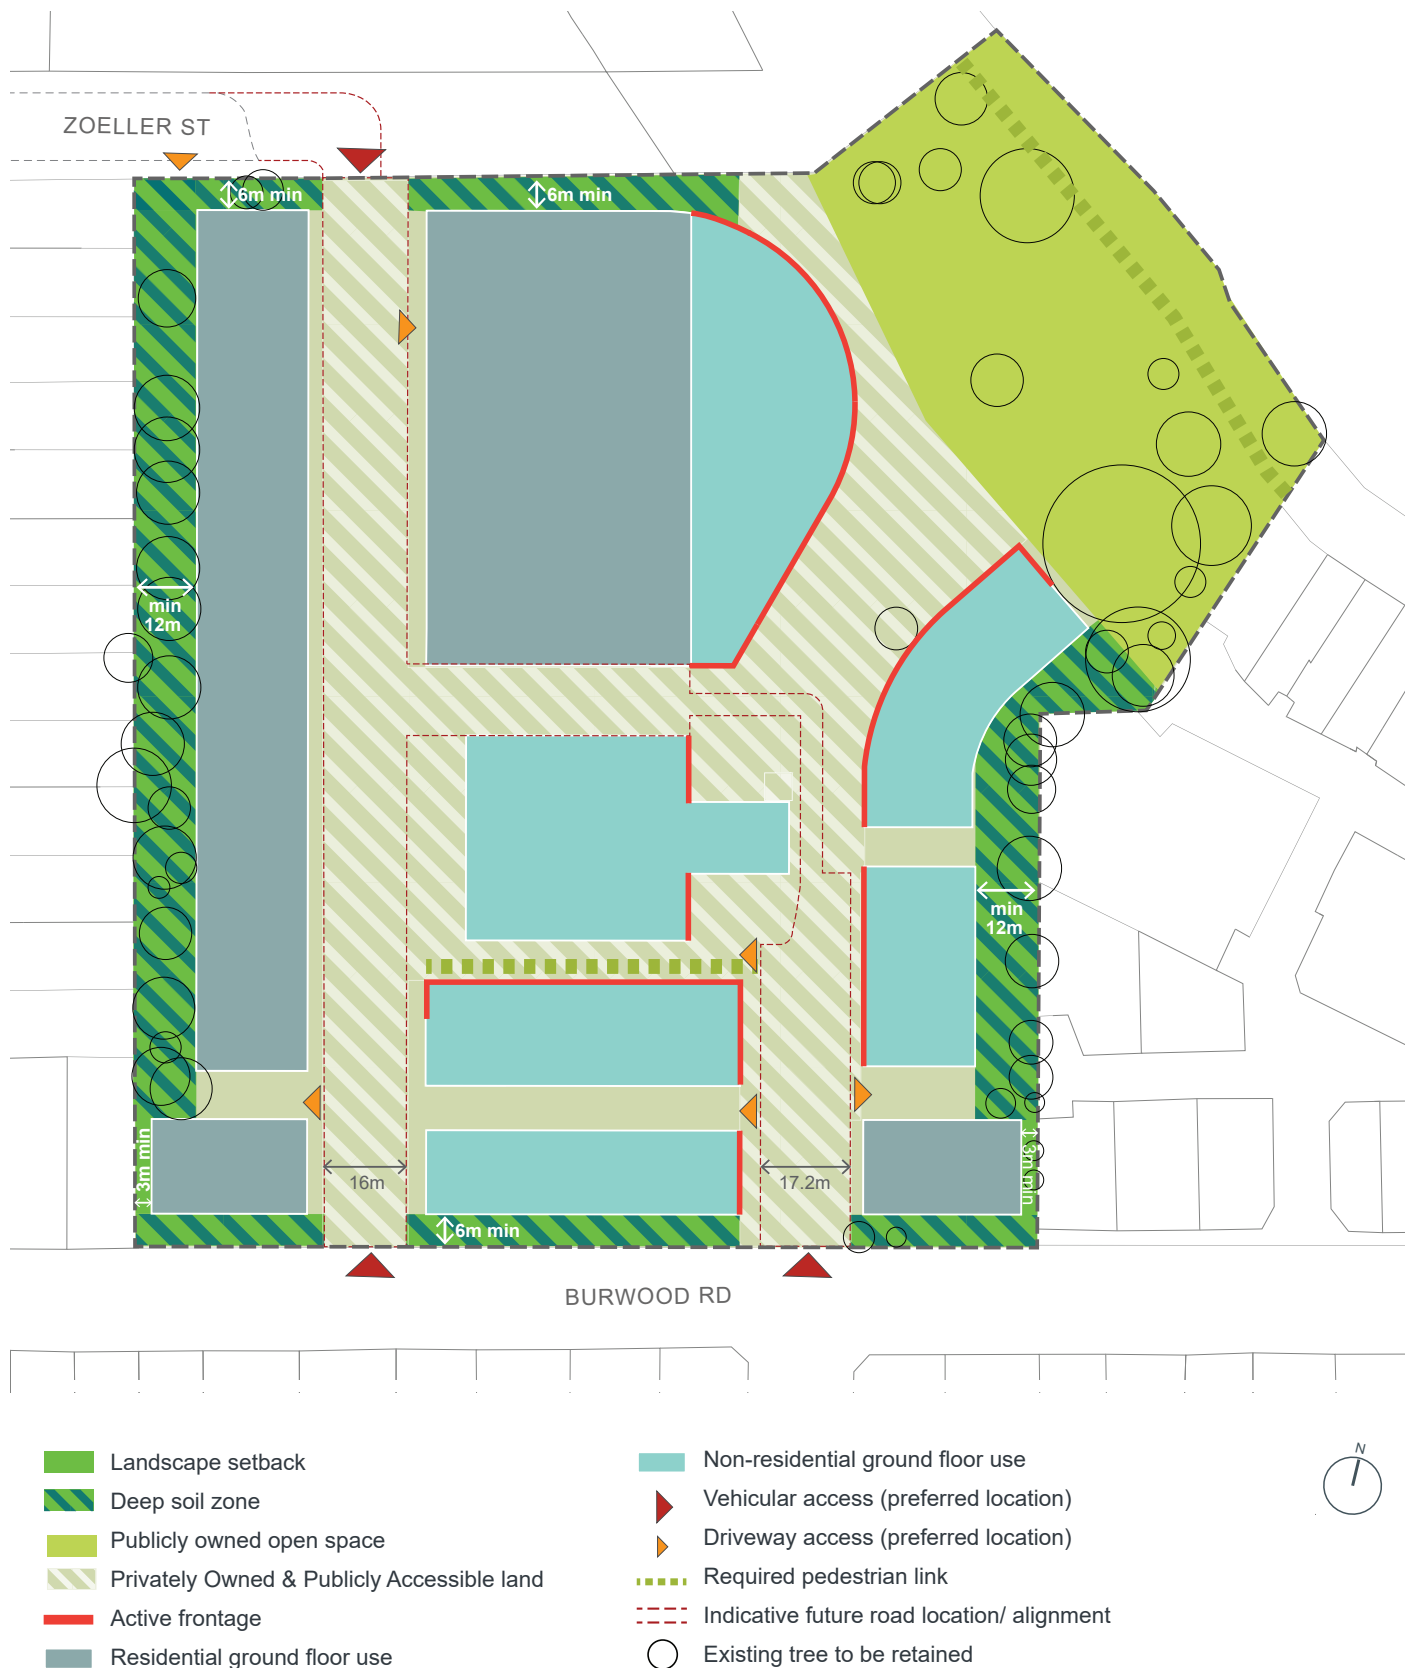 ZOELLER ST
6m min
6m min
min
12m
min
12m
3m min
16m
17.2m
3m min
6m min
BURWOOD RD
Landscape setback
Deep soil zone
Publicly owned open space
Privately Owned & Publicly Accessible land
Active frontage
Residential ground floor use
Non-residential ground floor use
Vehicular access (preferred location)
Driveway access (preferred location)
Required pedestrian link
Indicative future road location/ alignment
Existing tree to be retained
N